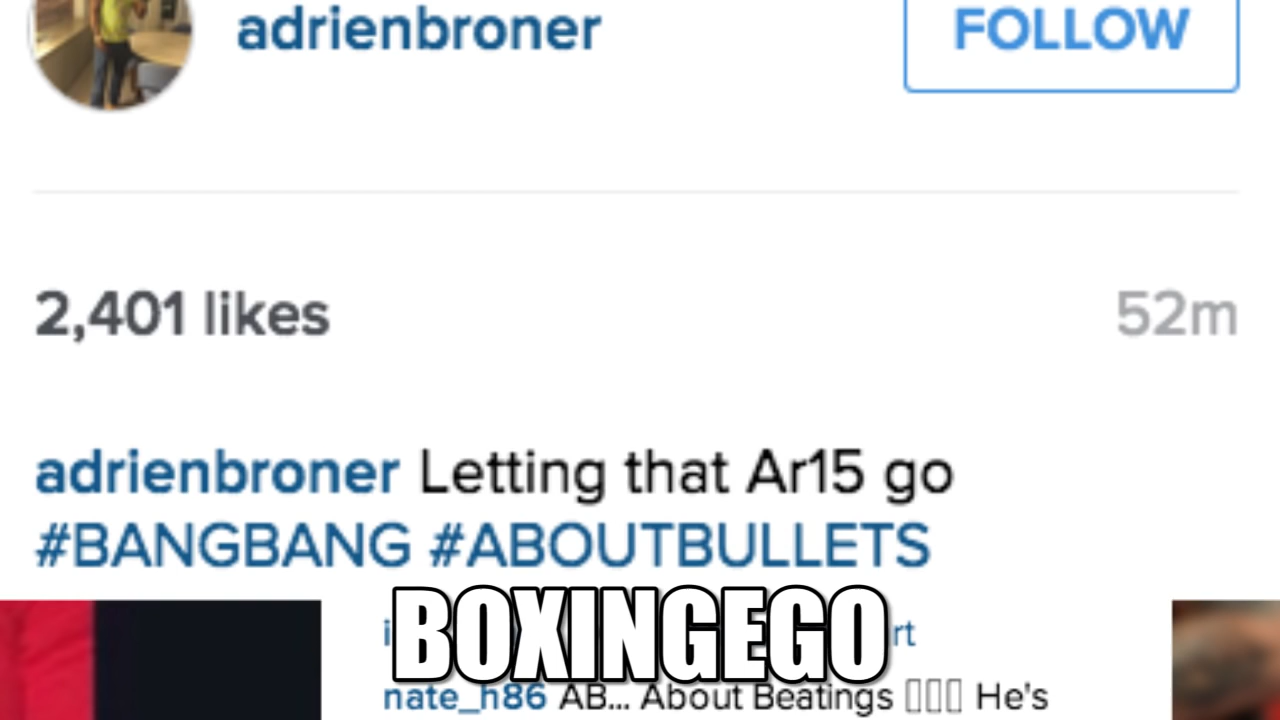 adrienbroner
FOLLOW
2,401 likes
52m
adrienbroner Letting that Ar15 go
#BANGBANG #ABOUTBULLETS
BOXINGEGO
nate_h86 AB... About Beatings He's